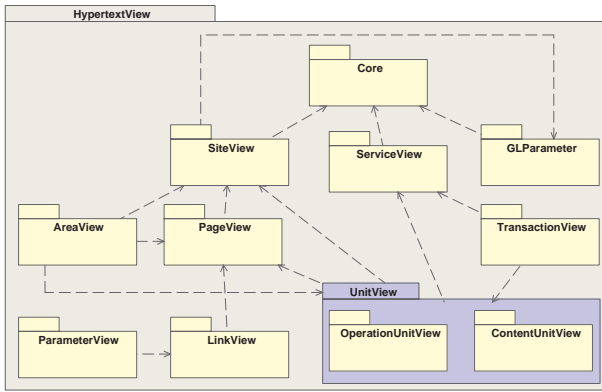 HypertextView
Core
SiteView
ServiceView
GLParameter
AreaView
PageView
TransactionView
UnitView
ParameterView
LinkView
OperationUnitView
ContentUnitView